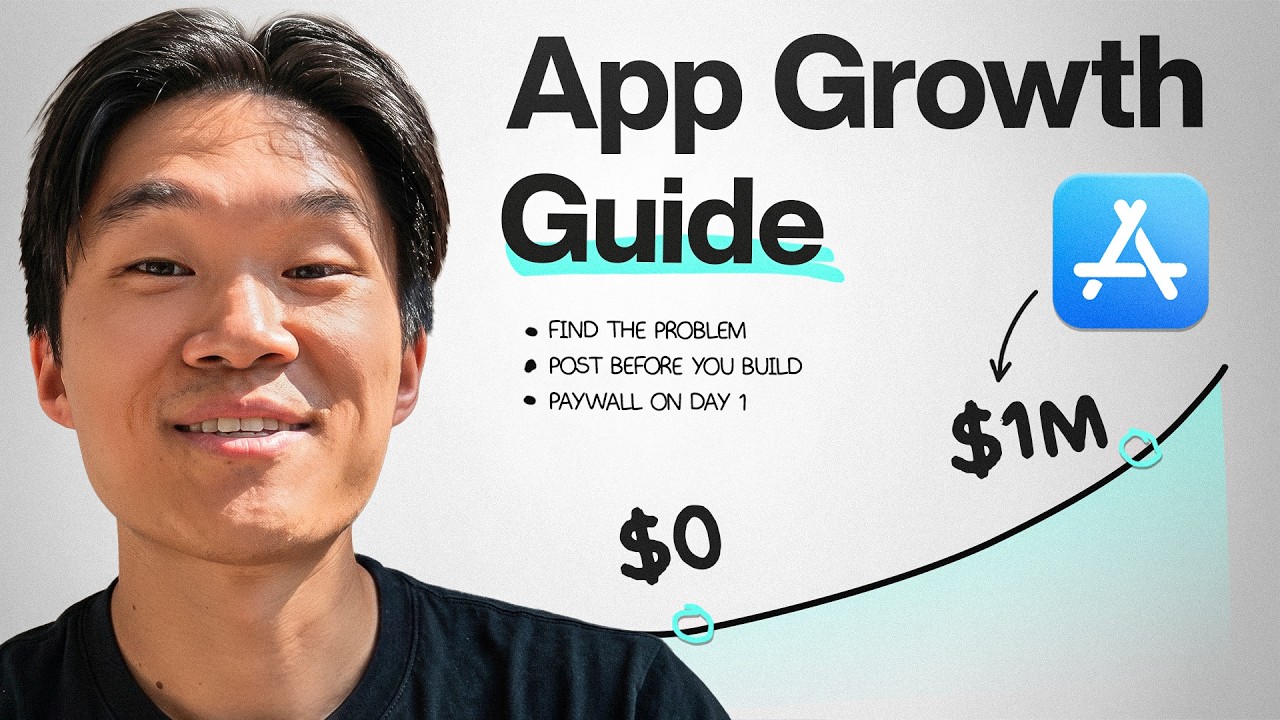 App Growth
Guide
• FIND THE PROBLEM
• POST BEFORE YOU BUILD
• PAYWALL ON DAY 1
$1M
$0